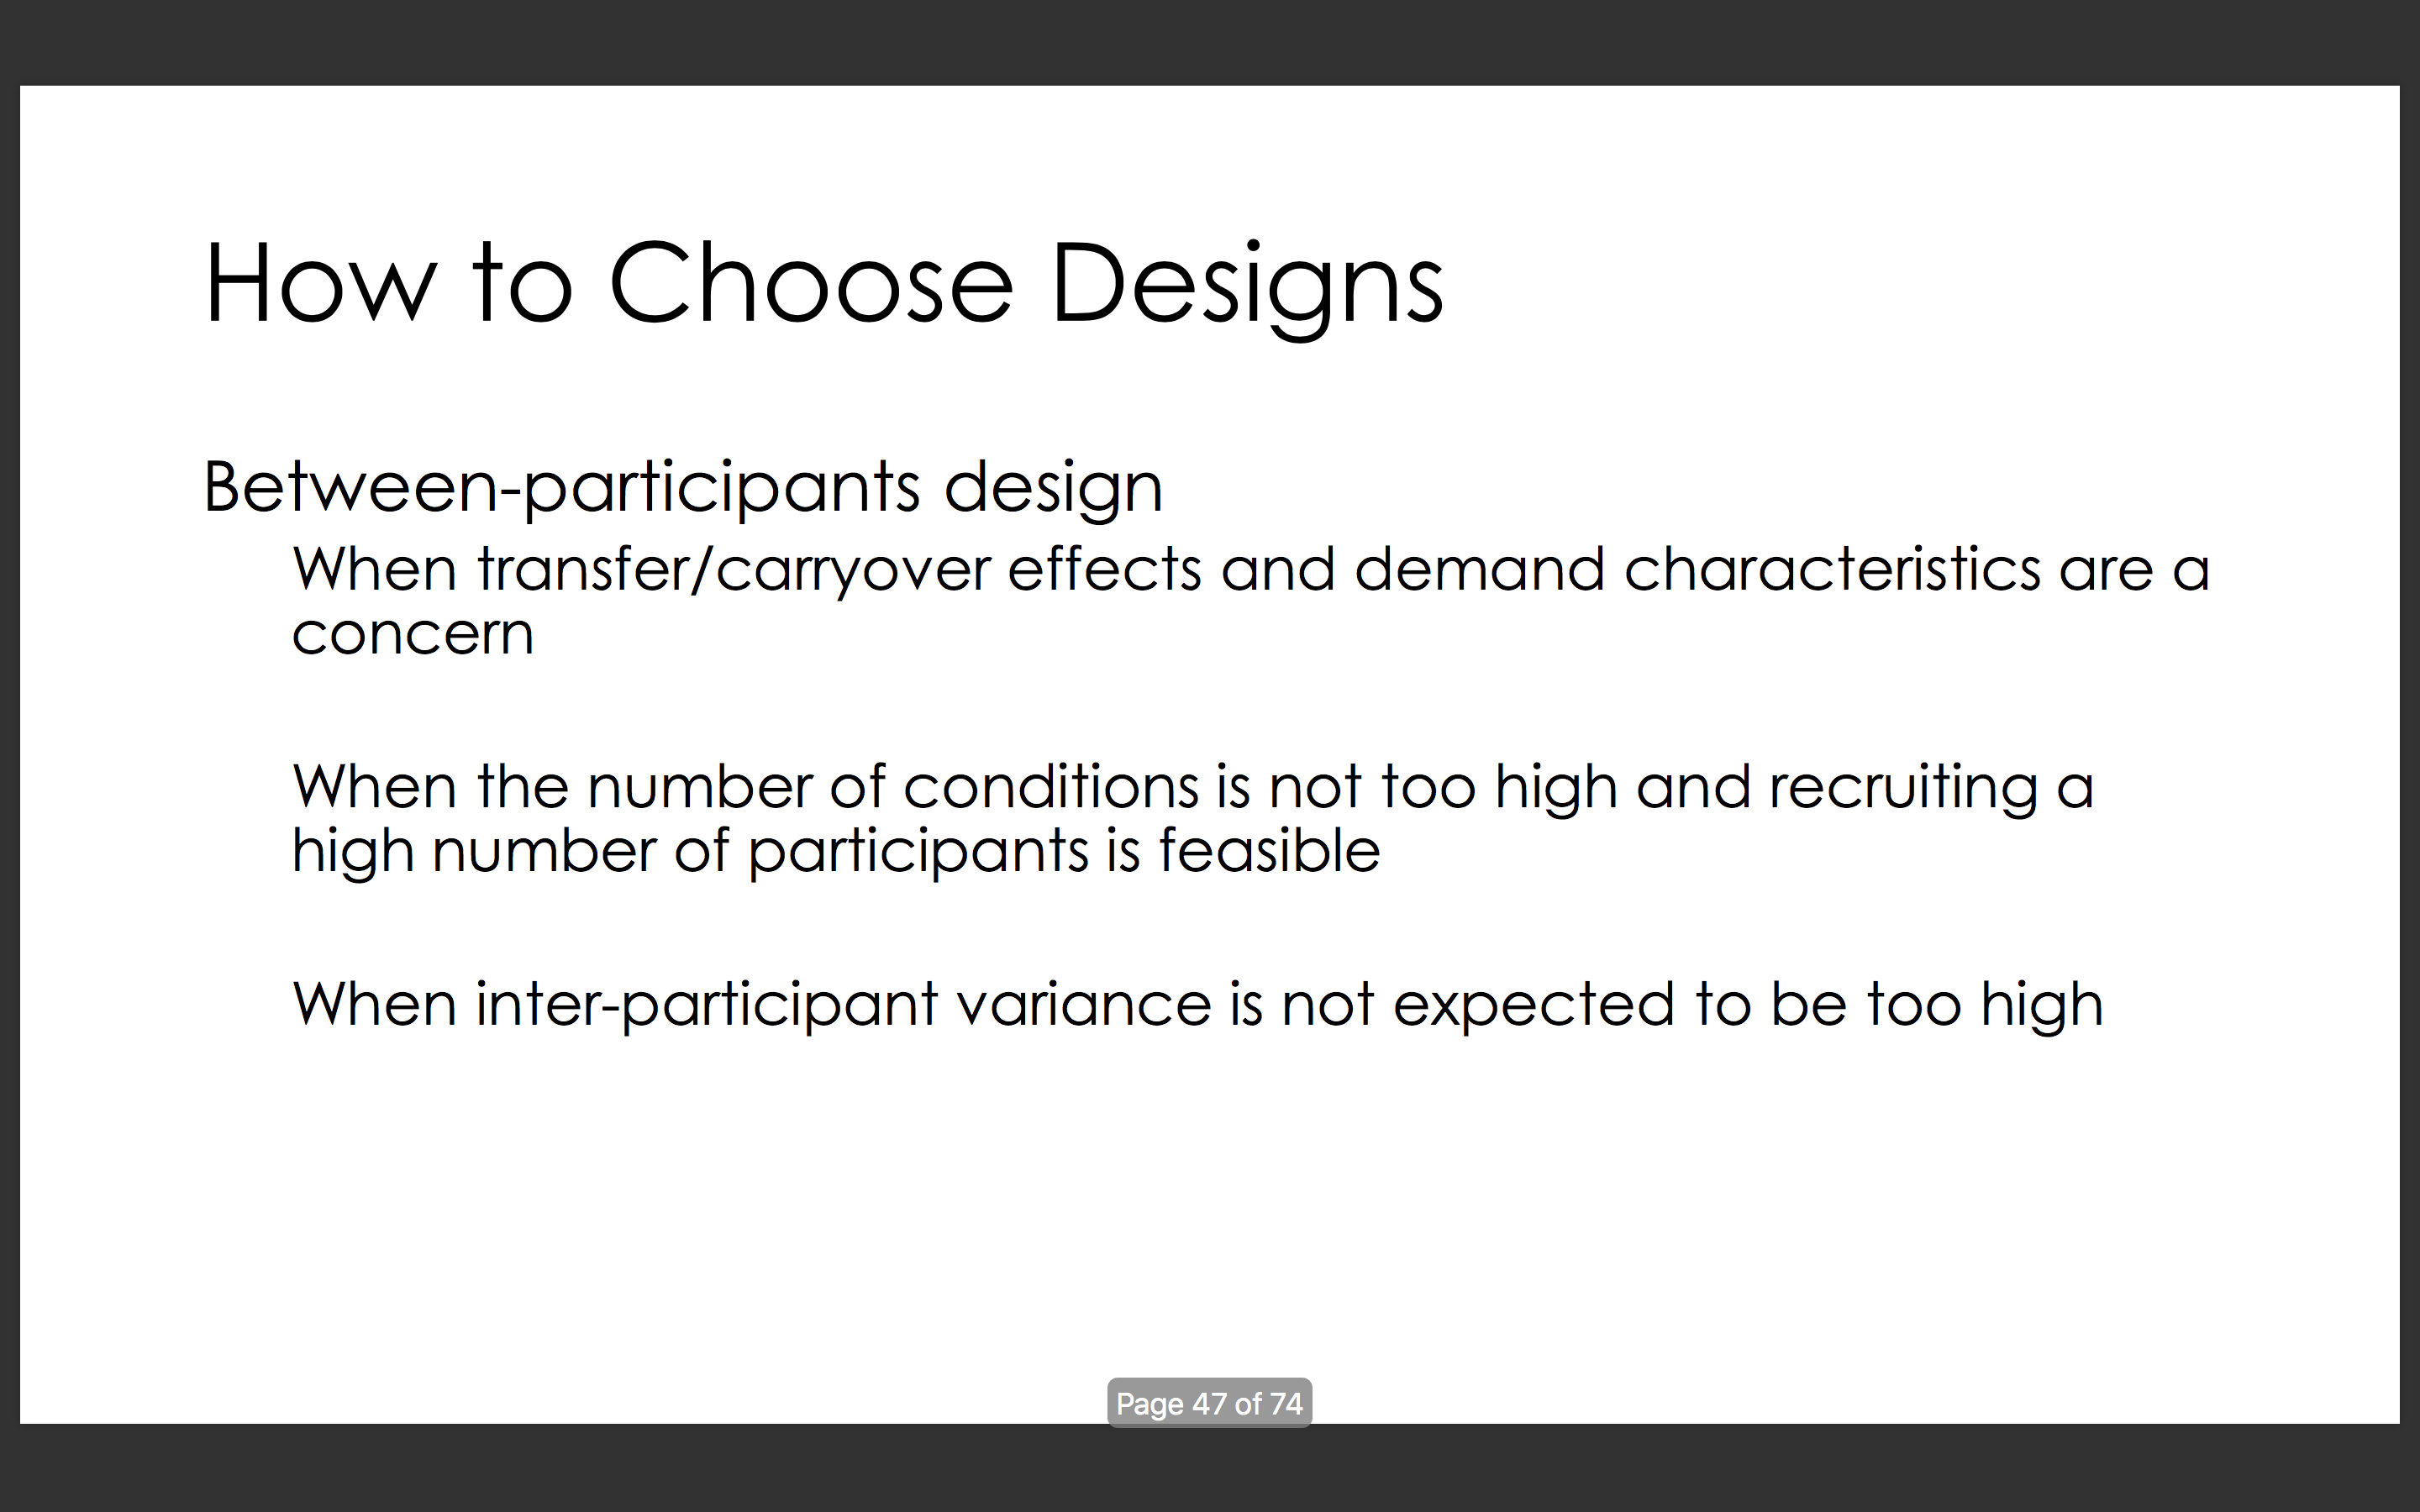 How to Choose Designs
Between-participants design
When transfer/carryover effects and demand characteristics are a
concern
When the number of conditions is not too high and recruiting a
high number of participants is feasible
When inter-participant variance is not expected to be too high
Page 47 of 74